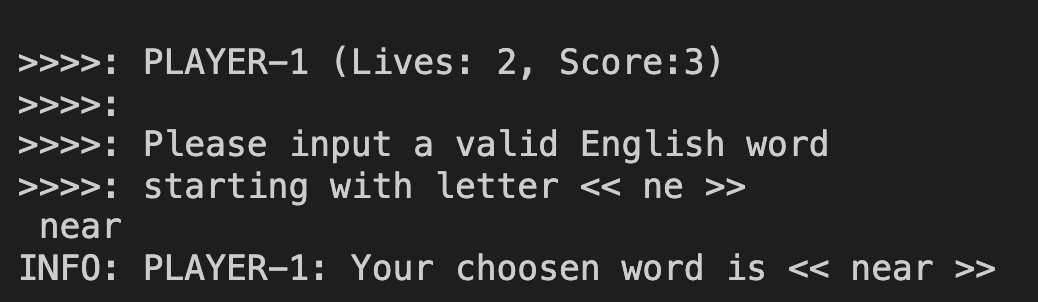 >>>>: PLAYER-1 (Lives: 2, Score:3)
>>>>:
>>>>: Please input a valid English word
>>>>: starting with letter << ne >>
near
INFO: PLAYER-1: Your choosen word is << near >>